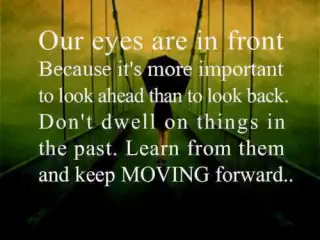 Our eyes are in front
Because it's more important
to look ahead than to look back.
Don't dwell on things in
the past. Learn from them
and keep MOVING forward..